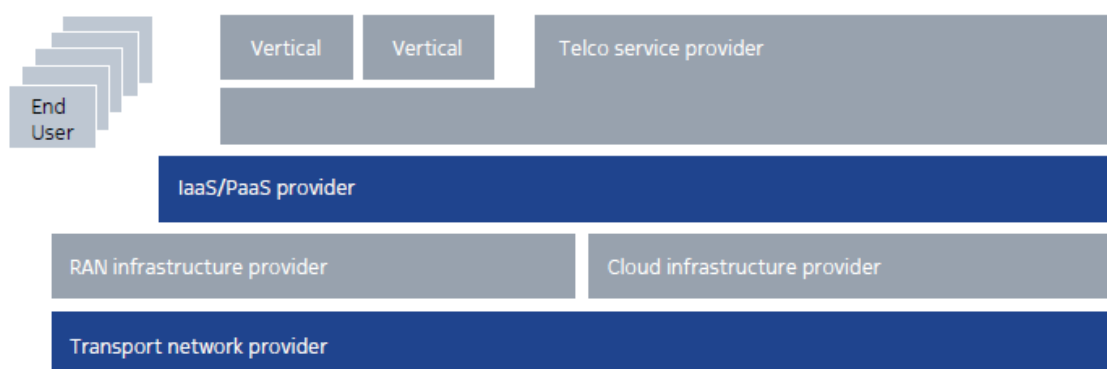 Vertical
Vertical
Telco service provider
End
User
IaaS/PaaS provider
RAN infrastructure provider
Cloud infrastructure provider
Transport network provider